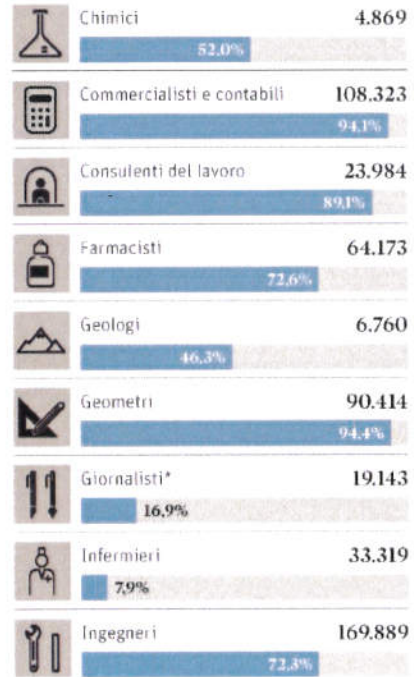 Chimici 4.869
52,0%
Commercialisti e contabili 108.323
94,1%
Consulenti del lavoro 23.984
89,1%
Farmacisti 64.173
72,6%
Geologi 6.760
46,3%
Geometri 90.414
94,4%
Giornalisti* 19.143
16,9%
Infermieri 33.319
7,9%
Ingegneri 169.889
72,3%